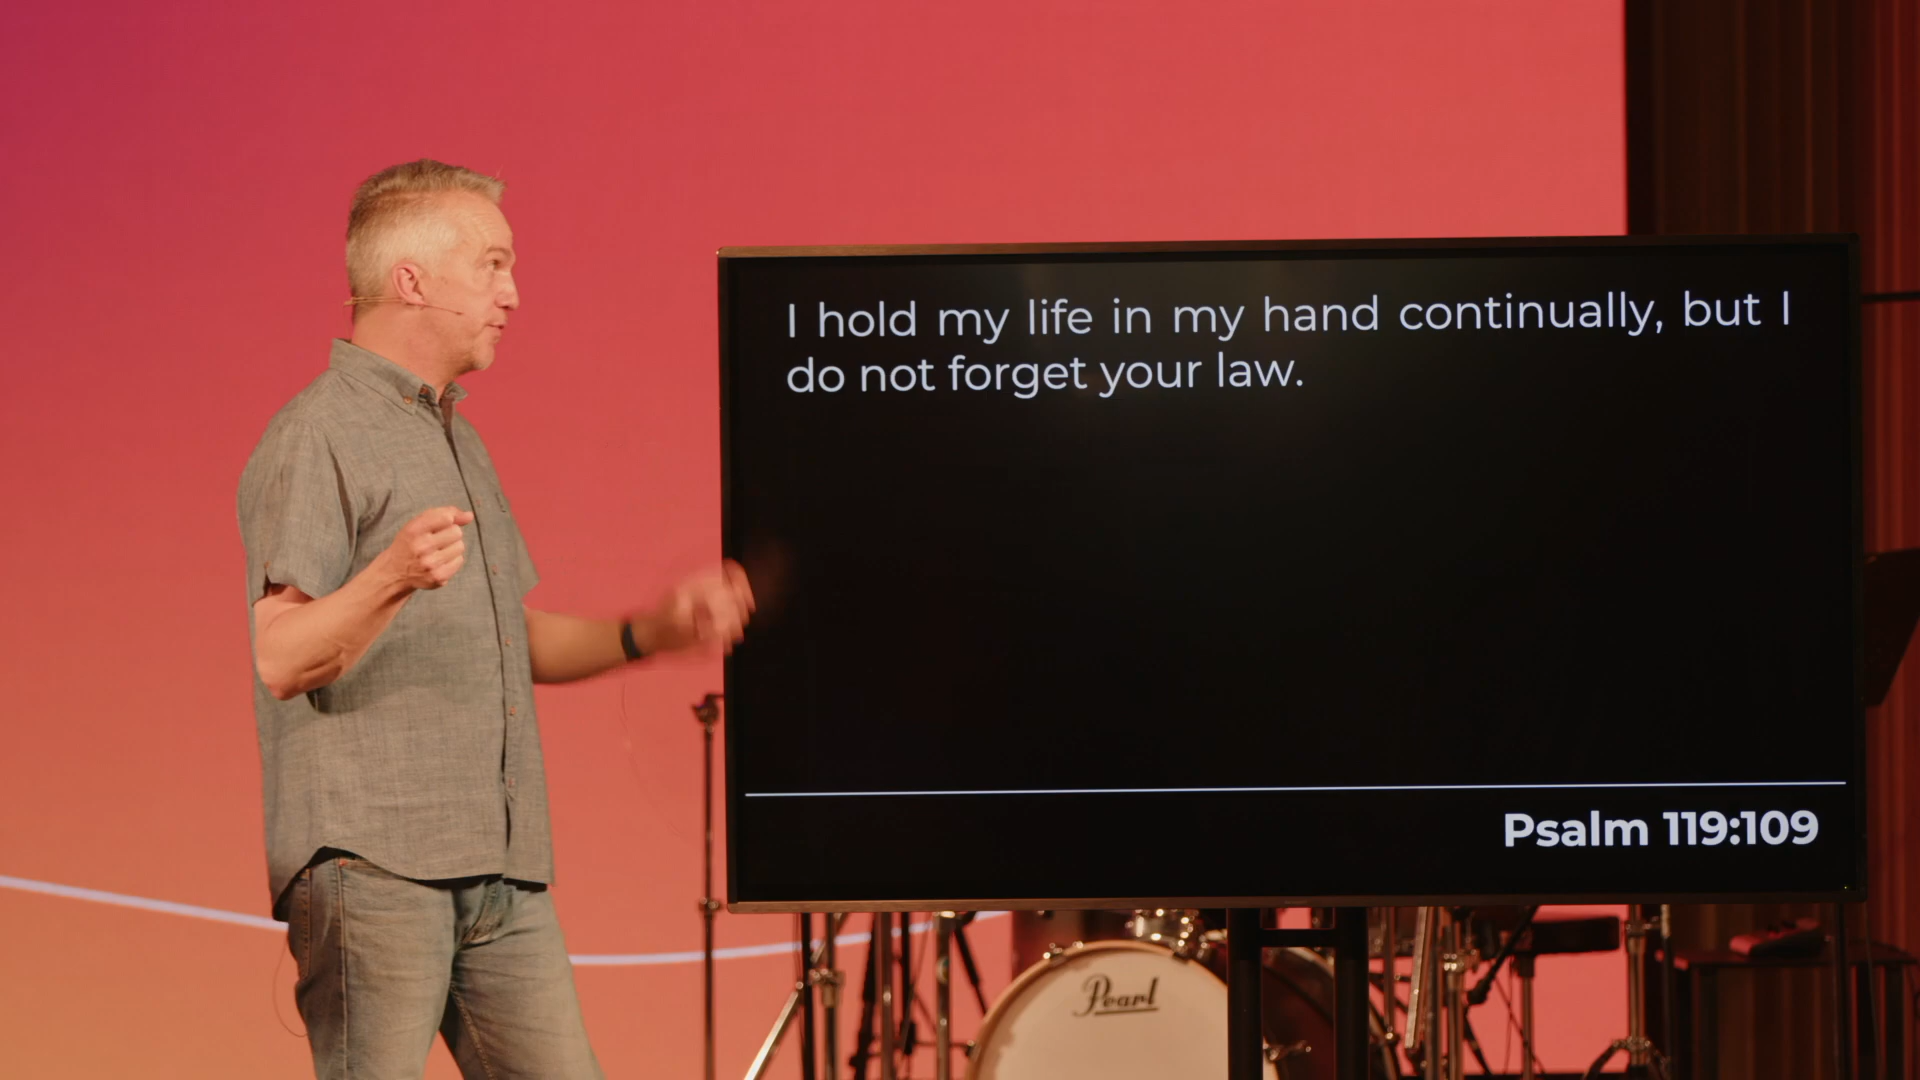 I hold my life in my hand continually, but I
do not forget your law.
Psalm 119:109
Pearl